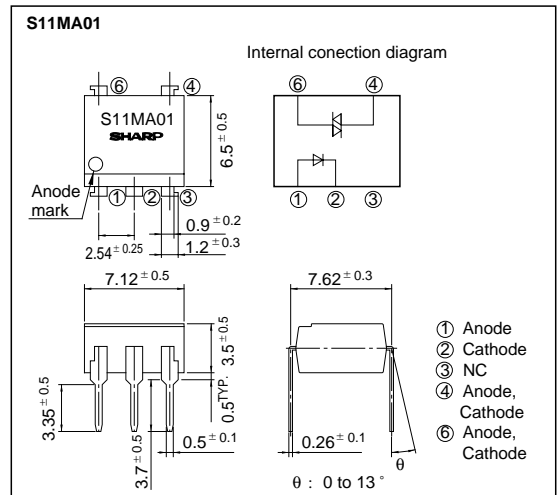 S11MA01
Internal conection diagram
⑥ ④
S11MA01
SHARP
Anode
mark
① ② ③
6.5 ± 0.5
2.54 ± 0.25
0.9 ± 0.2
1.2 ± 0.3
⑥ ④
① ② ③
7.12 ± 0.5
3.5 ± 0.5
0.5 TYP.
3.35 ± 0.5
3.7 ± 0.5
0.5 ± 0.1
7.62 ± 0.3
0.26 ± 0.1
θ
θ : 0 to 13 °
① Anode
② Cathode
③ NC
④ Anode,
Cathode
⑥ Anode,
Cathode